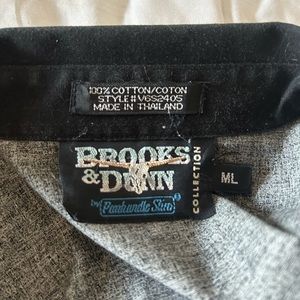 100% COTTON/COTON
STYLE# VGS2405
MADE IN THAILAND
BROOKS
& DUNN
COLLECTION
by Panhandle Slim®
ML